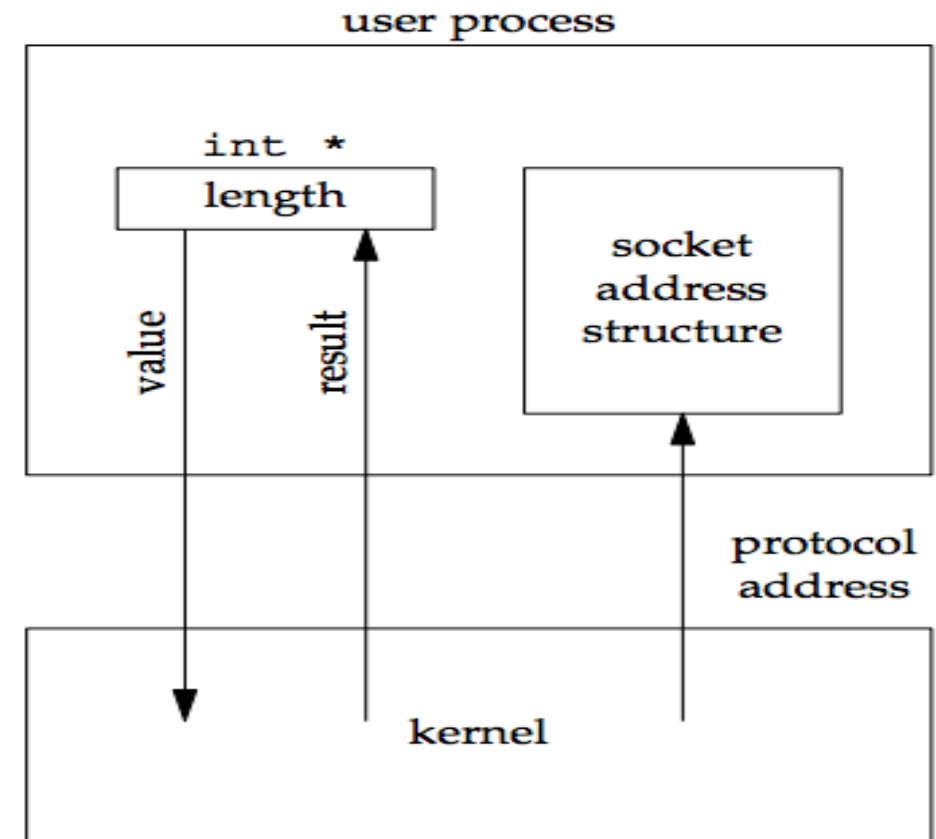 user process
int *
length
value
result
socket
address
structure
protocol
address
kernel